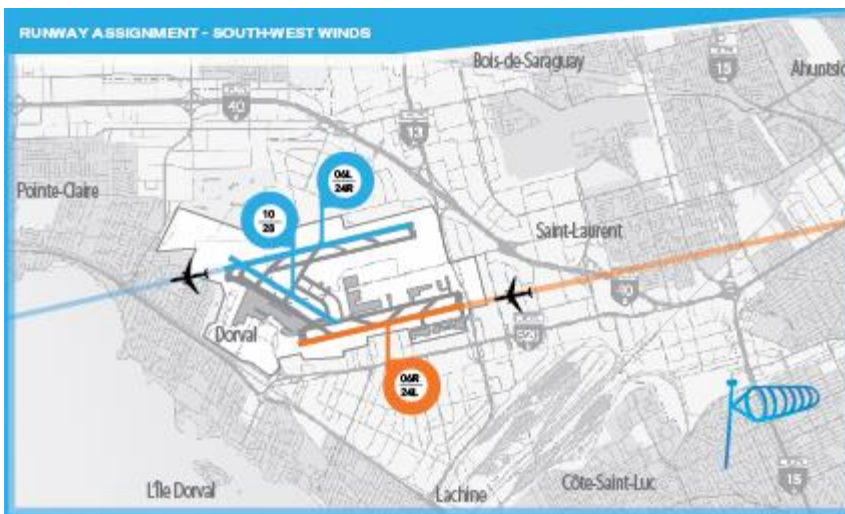 RUNWAY ASSIGNMENT - SOUTH-WEST WINDS
Bois-de-Saraguay
15
Ahuntsic
40
13
Pointe-Claire
06L
24R
10
28
Saint-Laurent
40
Dorval
520
06R
24L
L'Île Dorval
Lachine
Côte-Saint-Luc
15